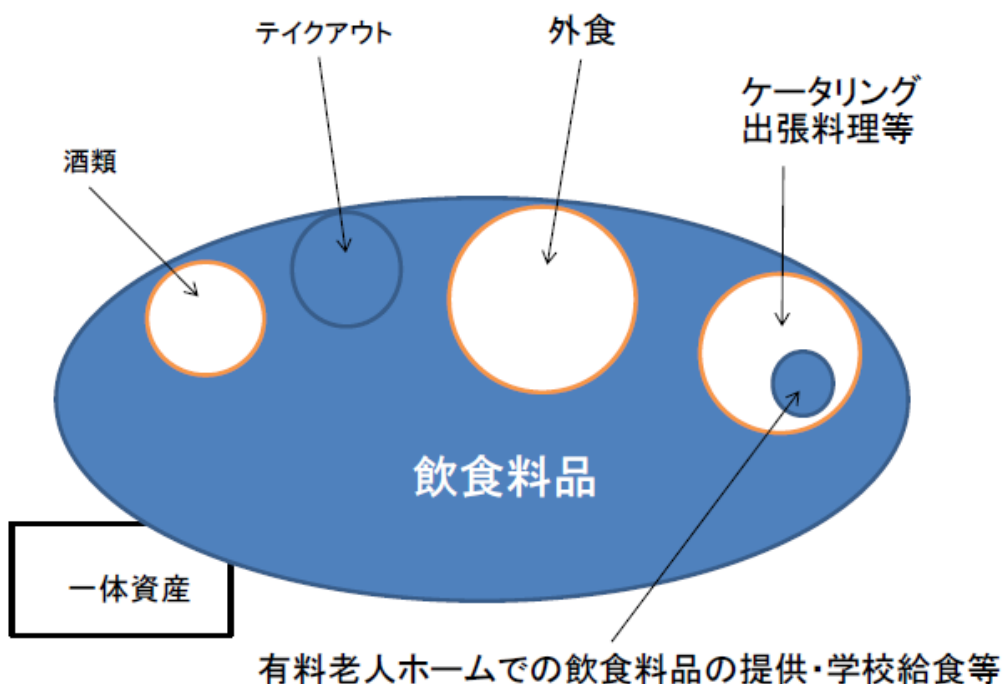 テイクアウト
外食
ケータリング
出張料理等
酒類
飲食料品
一体資産
有料老人ホームでの飲食料品の提供・学校給食等